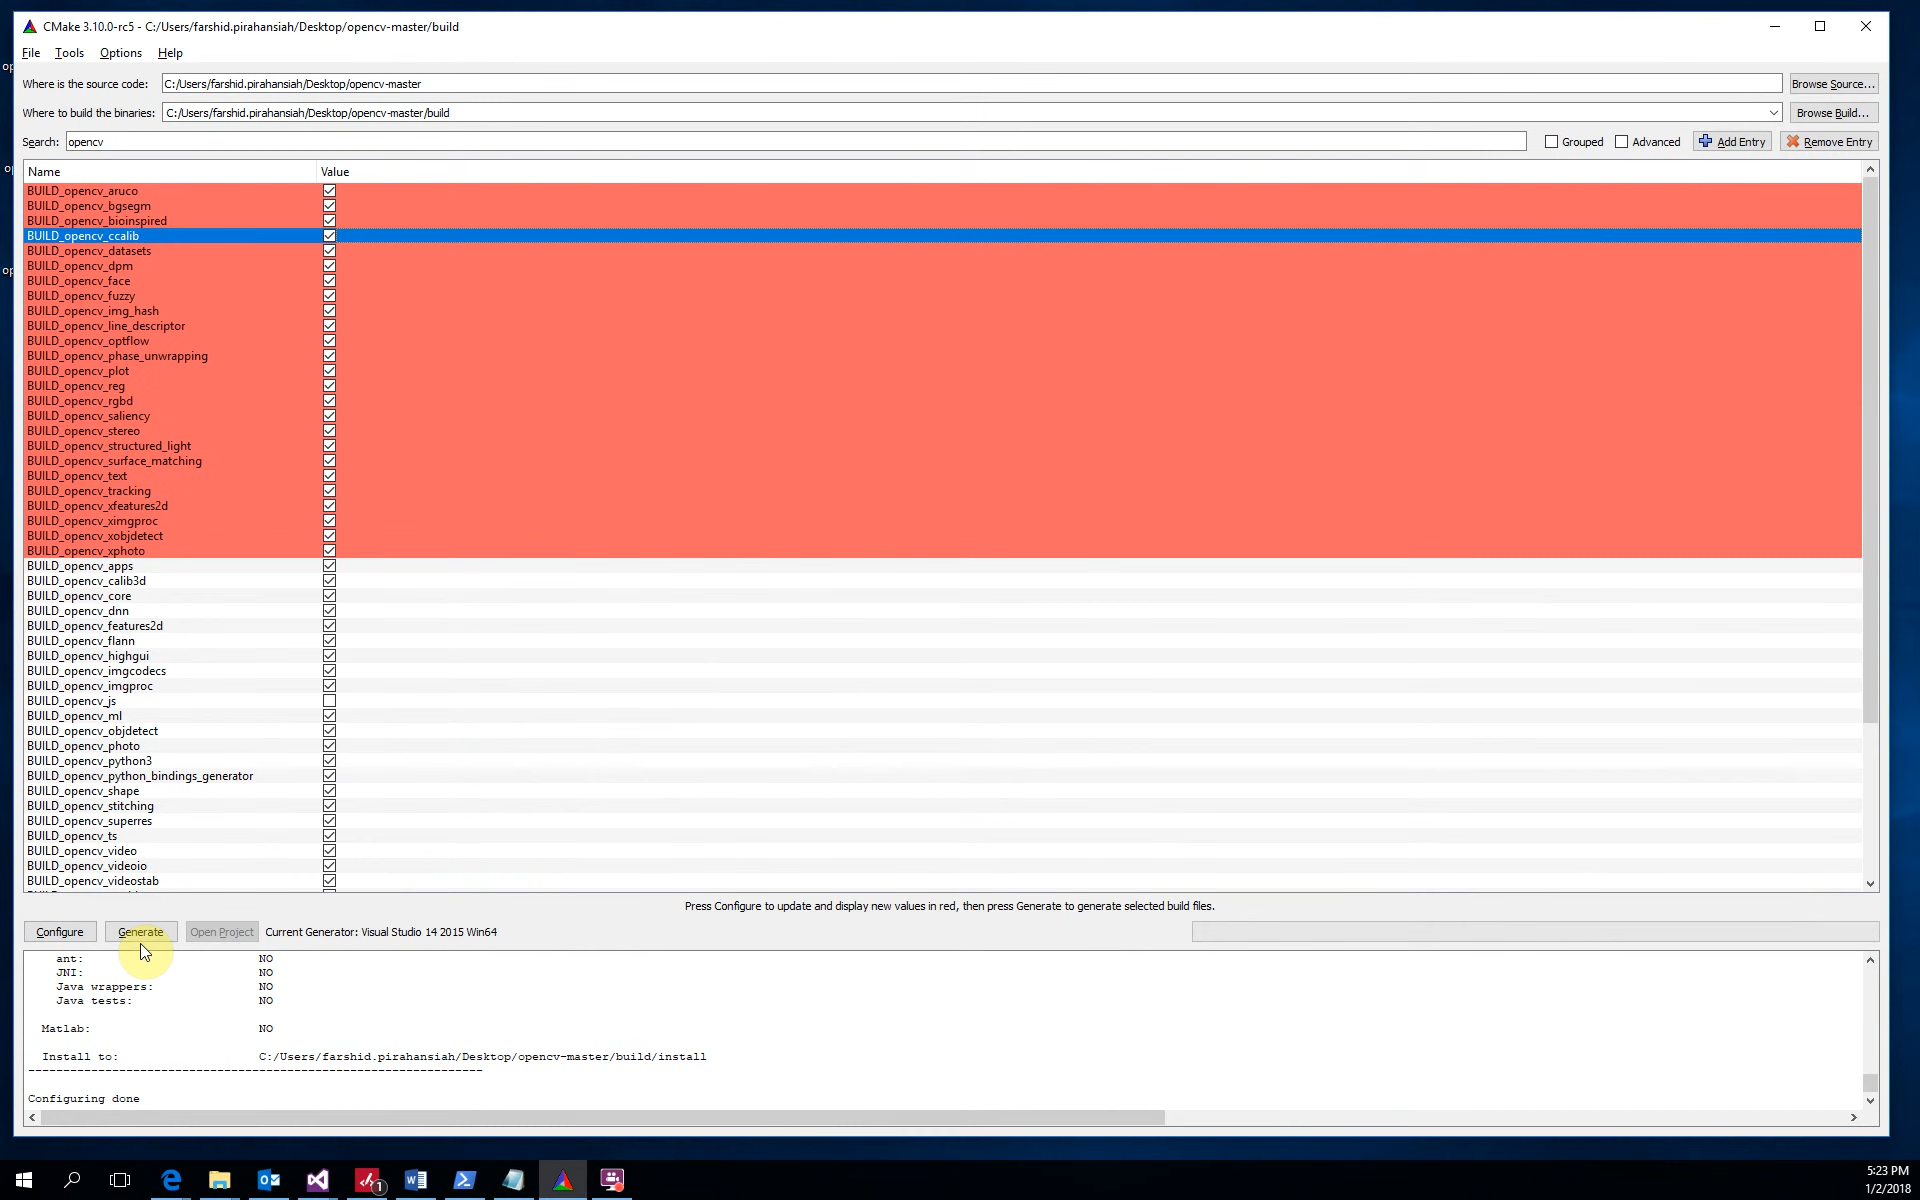 CMake 3.10.0-rc5 - C:/Users/farshid.pirahansiah/Desktop/opencv-master/build
File Tools Options Help
Where is the source code: C:/Users/farshid.pirahansiah/Desktop/opencv-master Browse Source...
Where to build the binaries: C:/Users/farshid.pirahansiah/Desktop/opencv-master/build Browse Build...
Search: opencv Grouped Advanced Add Entry Remove Entry
Name Value
BUILD_opencv_aruco
BUILD_opencv_bgsegm
BUILD_opencv_bioinspired
BUILD_opencv_ccalib
BUILD_opencv_datasets
BUILD_opencv_dpm
BUILD_opencv_face
BUILD_opencv_fuzzy
BUILD_opencv_img_hash
BUILD_opencv_line_descriptor
BUILD_opencv_optflow
BUILD_opencv_phase_unwrapping
BUILD_opencv_plot
BUILD_opencv_reg
BUILD_opencv_rgbd
BUILD_opencv_saliency
BUILD_opencv_stereo
BUILD_opencv_structured_light
BUILD_opencv_surface_matching
BUILD_opencv_text
BUILD_opencv_tracking
BUILD_opencv_xfeatures2d
BUILD_opencv_ximgproc
BUILD_opencv_xobjdetect
BUILD_opencv_xphoto
BUILD_opencv_apps
BUILD_opencv_calib3d
BUILD_opencv_core
BUILD_opencv_dnn
BUILD_opencv_features2d
BUILD_opencv_flann
BUILD_opencv_highgui
BUILD_opencv_imgcodecs
BUILD_opencv_imgproc
BUILD_opencv_js
BUILD_opencv_ml
BUILD_opencv_objdetect
BUILD_opencv_photo
BUILD_opencv_python3
BUILD_opencv_python_bindings_generator
BUILD_opencv_shape
BUILD_opencv_stitching
BUILD_opencv_superres
BUILD_opencv_ts
BUILD_opencv_video
BUILD_opencv_videoio
BUILD_opencv_videostab
Press Configure to update and display new values in red, then press Generate to generate selected build files.
Configure Generate Open Project Current Generator: Visual Studio 14 2015 Win64
ant: NO
JNI: NO
Java wrappers: NO
Java tests: NO
Matlab: NO
Install to: C:/Users/farshid.pirahansiah/Desktop/opencv-master/build/install
Configuring done
5:23 PM
1/2/2018